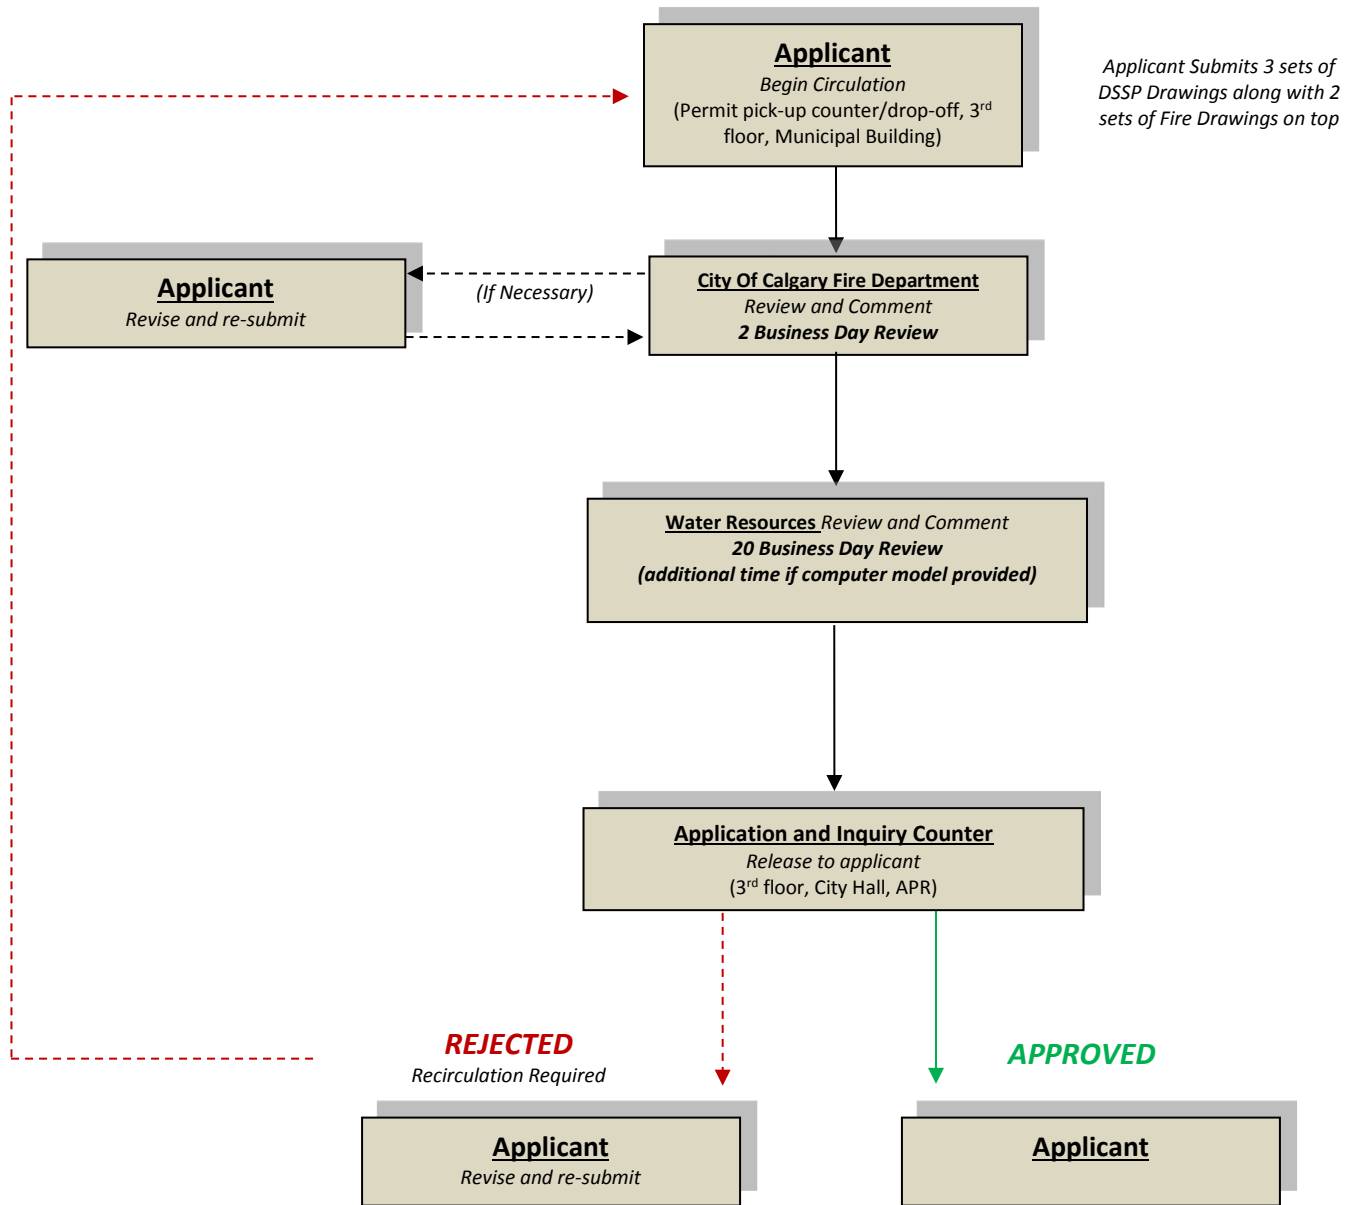 Applicant
Begin Circulation
(Permit pick-up counter/drop-off, 3rd
floor, Municipal Building)
Applicant Submits 3 sets of
DSSP Drawings along with 2
sets of Fire Drawings on top
Applicant
Revise and re-submit
(If Necessary)
City Of Calgary Fire Department
Review and Comment
2 Business Day Review
Water Resources Review and Comment
20 Business Day Review
(additional time if computer model provided)
Application and Inquiry Counter
Release to applicant
(3rd floor, City Hall, APR)
REJECTED
Recirculation Required
APPROVED
Applicant
Revise and re-submit
Applicant